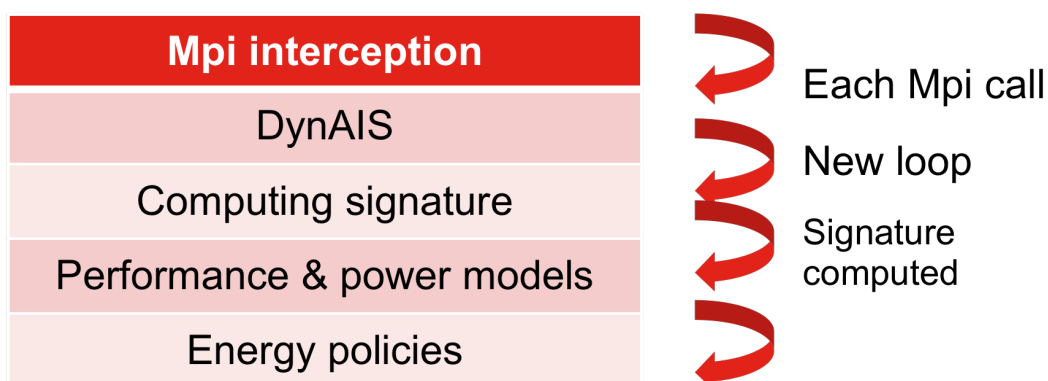 Mpi interception
Each Mpi call
DynAIS
New loop
Computing signature
Signature
computed
Performance & power models
Energy policies